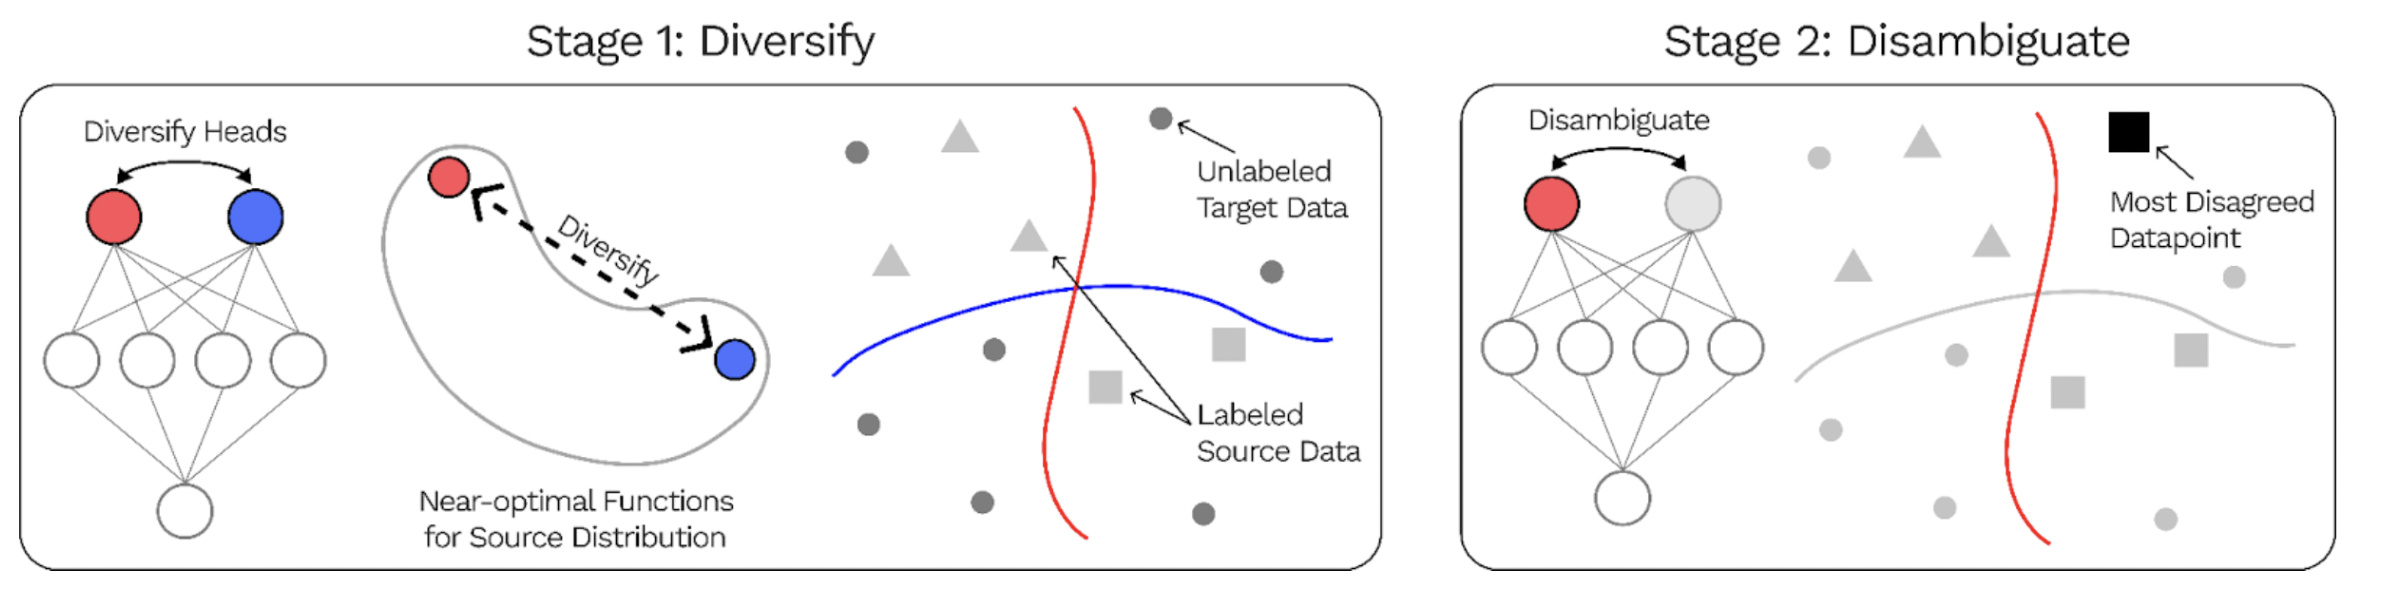 Stage 1: Diversify
Diversify Heads
Diversify
Near-optimal Functions
for Source Distribution
Unlabeled
Target Data
Labeled
Source Data
Stage 2: Disambiguate
Disambiguate
Most Disagreed
Datapoint